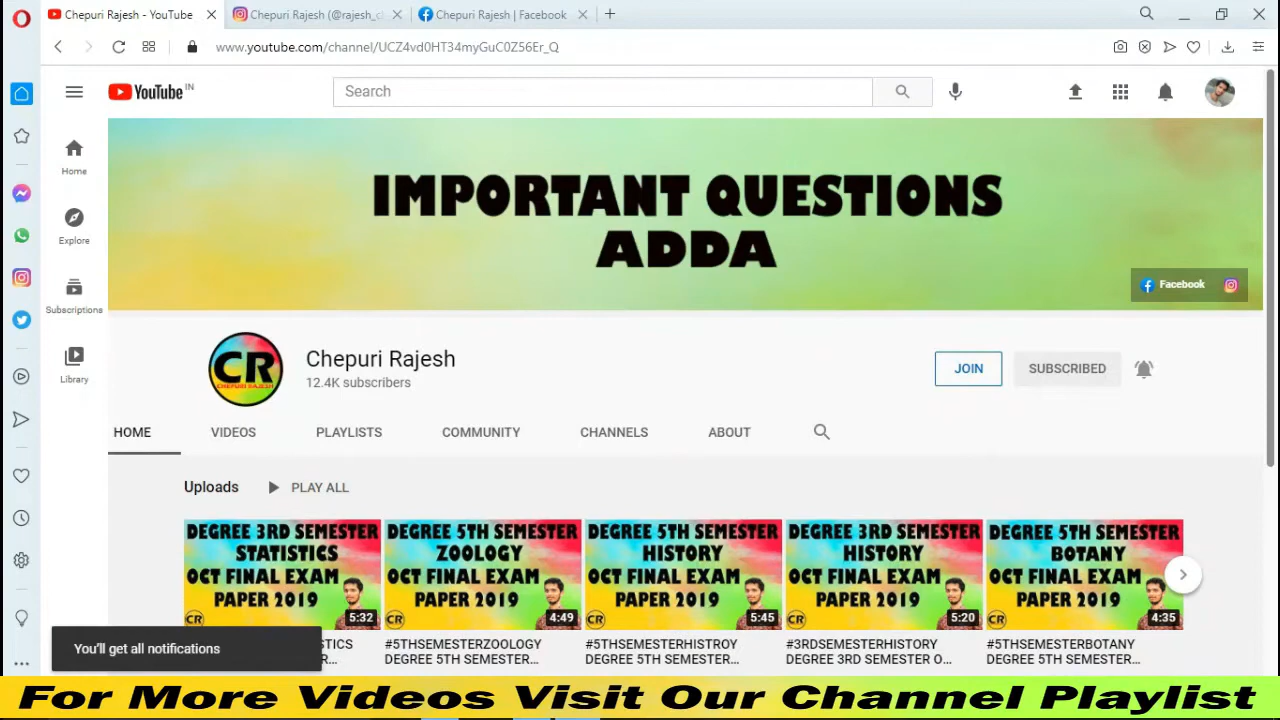 Chepuri Rajesh - YouTube
Chepuri Rajesh (@rajesh_c
Chepuri Rajesh | Facebook
www.youtube.com/channel/UCZ4vd0HT34myGuC0Z56Er_Q
YouTube IN
Search
Home
Explore
Subscriptions
Library
IMPORTANT QUESTIONS
ADDA
Facebook
CR
CHEPURI RAJESH
Chepuri Rajesh
12.4K subscribers
JOIN
SUBSCRIBED
HOME
VIDEOS
PLAYLISTS
COMMUNITY
CHANNELS
ABOUT
Uploads
PLAY ALL
DEGREE 3RD SEMESTER
STATISTICS
OCT FINAL EXAM
PAPER 2019
CR
5:32
DEGREE 5TH SEMESTER
ZOOLOGY
OCT FINAL EXAM
PAPER 2019
CR
4:49
DEGREE 5TH SEMESTER
HISTORY
OCT FINAL EXAM
PAPER 2019
CR
5:45
DEGREE 3RD SEMESTER
HISTORY
OCT FINAL EXAM
PAPER 2019
CR
5:20
DEGREE 5TH SEMESTER
BOTANY
OCT FINAL EXAM
PAPER 2019
CR
4:35
TICS
R...
#5THSEMESTERZOOLOGY
DEGREE 5TH SEMESTER...
#5THSEMESTERHISTROY
DEGREE 5TH SEMESTER...
#3RDSEMESTERHISTORY
DEGREE 3RD SEMESTER O...
#5THSEMESTERBOTANY
DEGREE 5TH SEMESTER...
You'll get all notifications
For More Videos Visit Our Channel Playlist